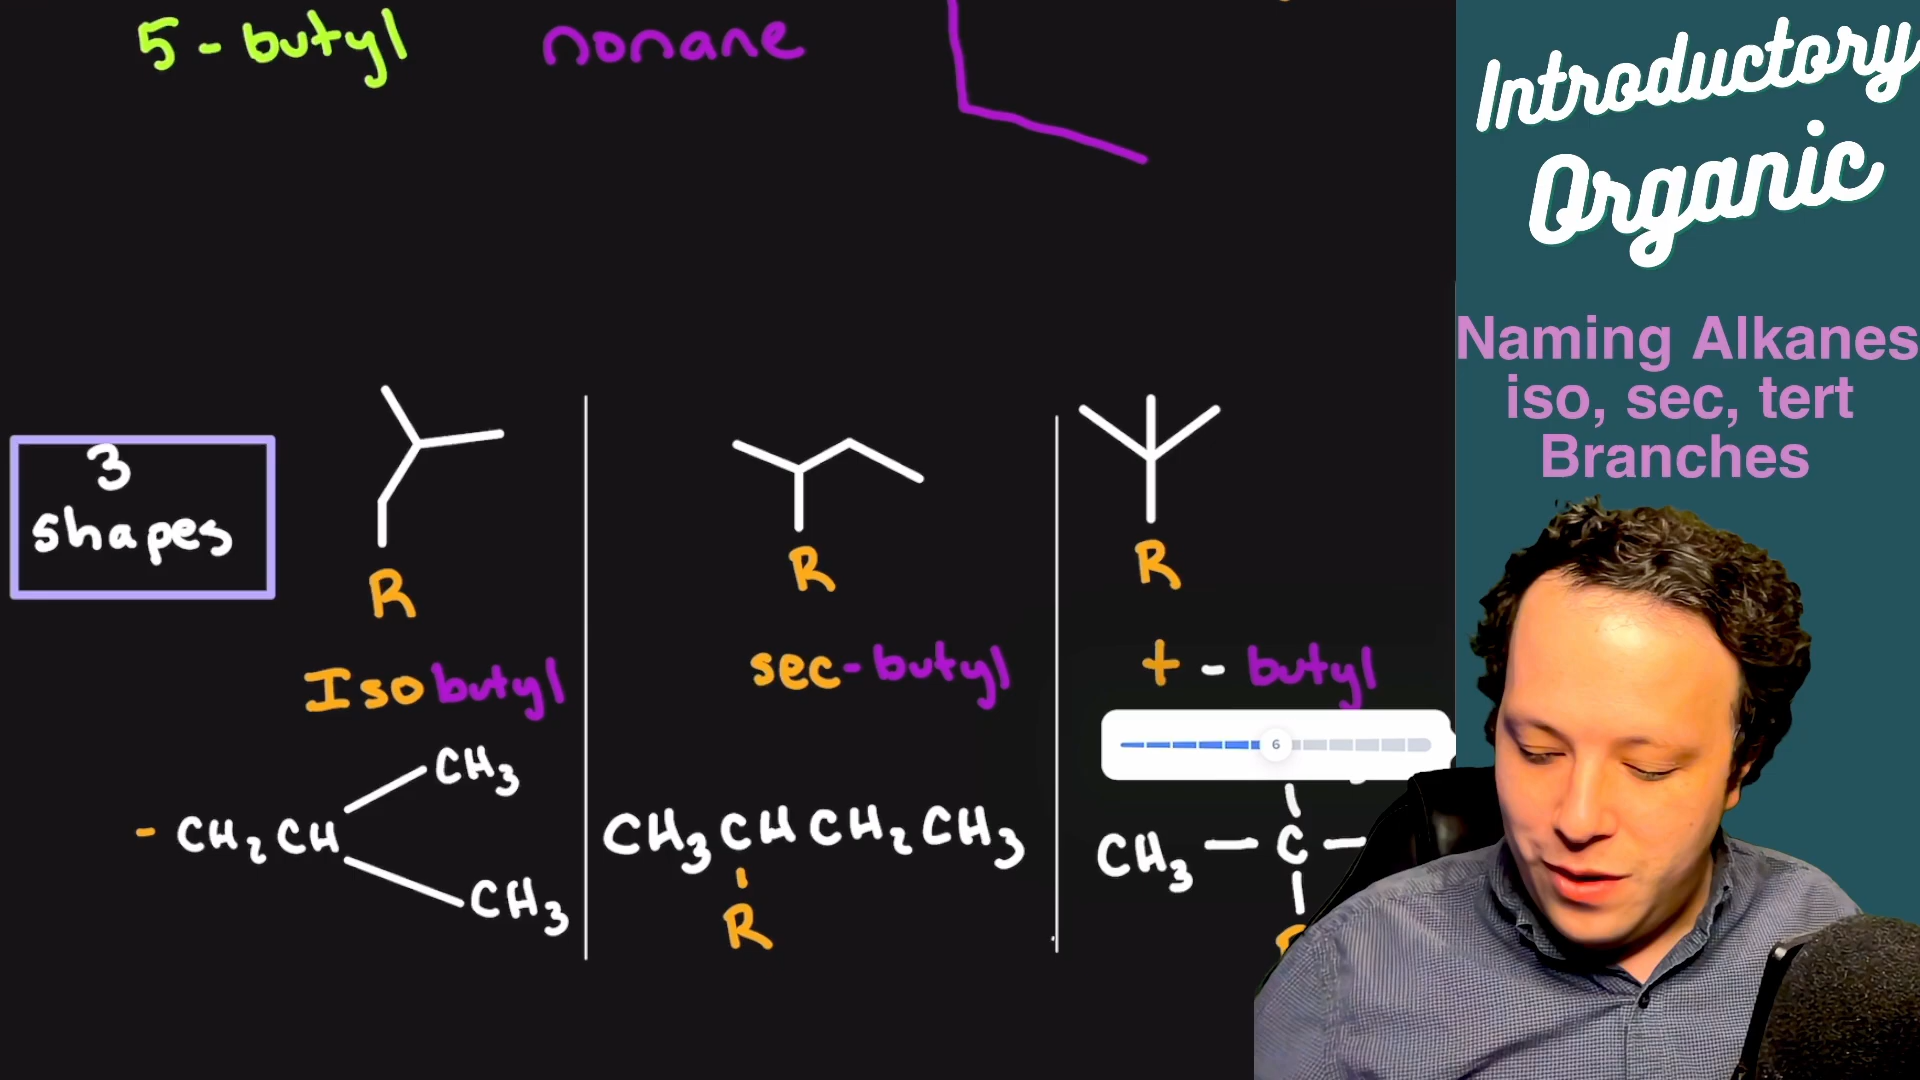 5-butyl nonane
Introductory
Organic
Naming Alkanes
iso, sec, tert
Branches
3
shapes
R
R
R
Isobutyl
sec-butyl
t-butyl
6
CH3
- CH2CH
CH3
CH3CHCH2CH3
R
CH3-C-